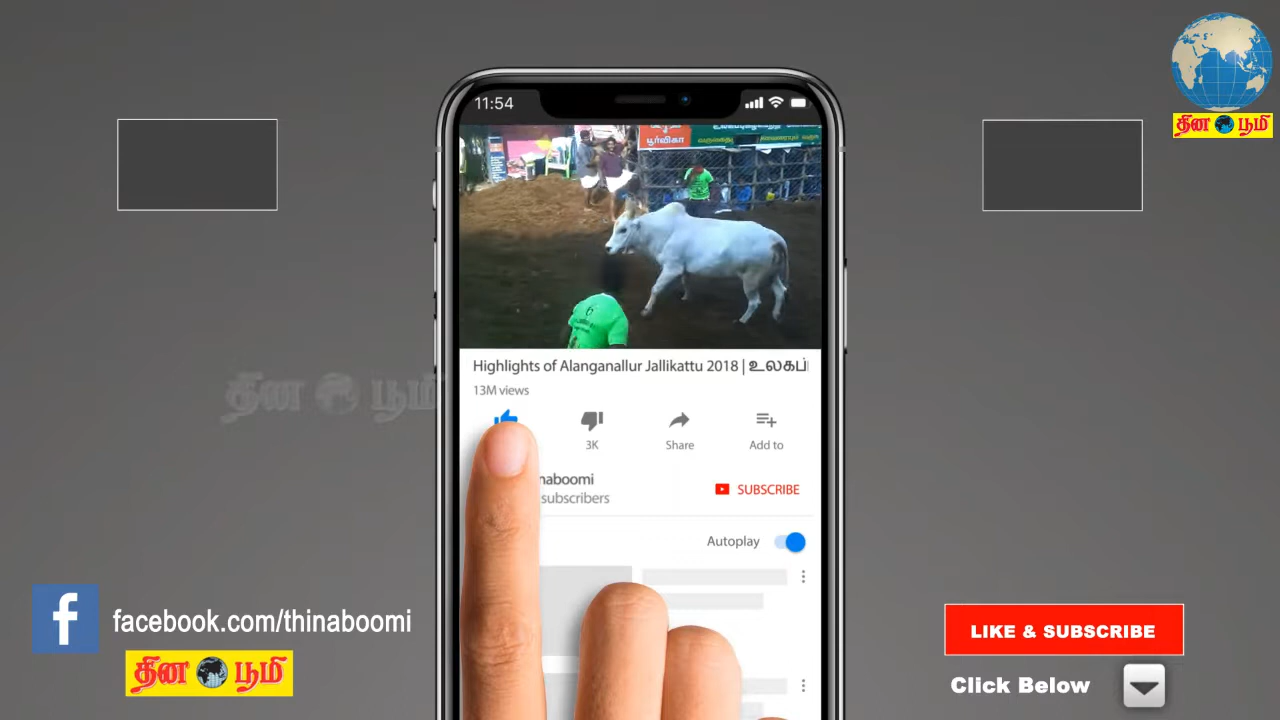 11:54
பூர்விகா
தின பூமி
Highlights of Alanganallur Jallikattu 2018 | உலகப்
13M views
தின பூமி
3K
Share
Add to
naboomi
subscribers
SUBSCRIBE
Autoplay
facebook.com/thinaboomi
தின பூமி
LIKE & SUBSCRIBE
Click Below